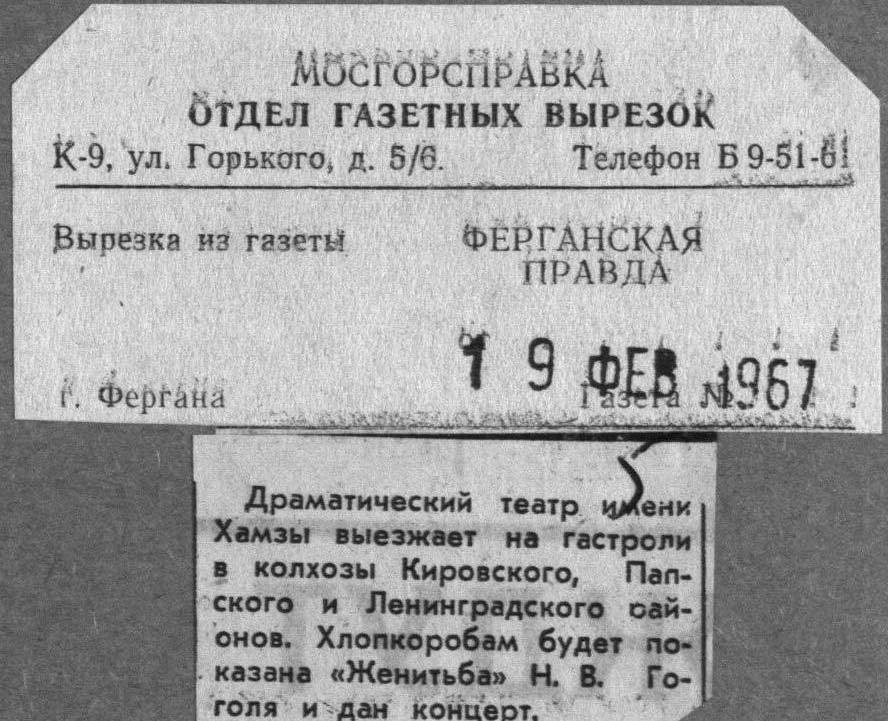 МОСГОРСПРАВКА
ОТДЕЛ ГАЗЕТНЫХ ВЫРЕЗОК
К-9, ул. Горького, д. 5/6. Телефон Б 9-51-61
Вырезка из газеты ФЕРГАНСКАЯ
ПРАВДА
от 19 ФЕВ 1967
г. Фергана Газета №
Драматический театр имени
Хамзы выезжает на гастроли
в колхозы Кировского, Пап-
ского и Ленинградского рай-
онов. Хлопкоробам будет по-
казана «Женитьба» Н. В. Го-
голя и дан концерт.